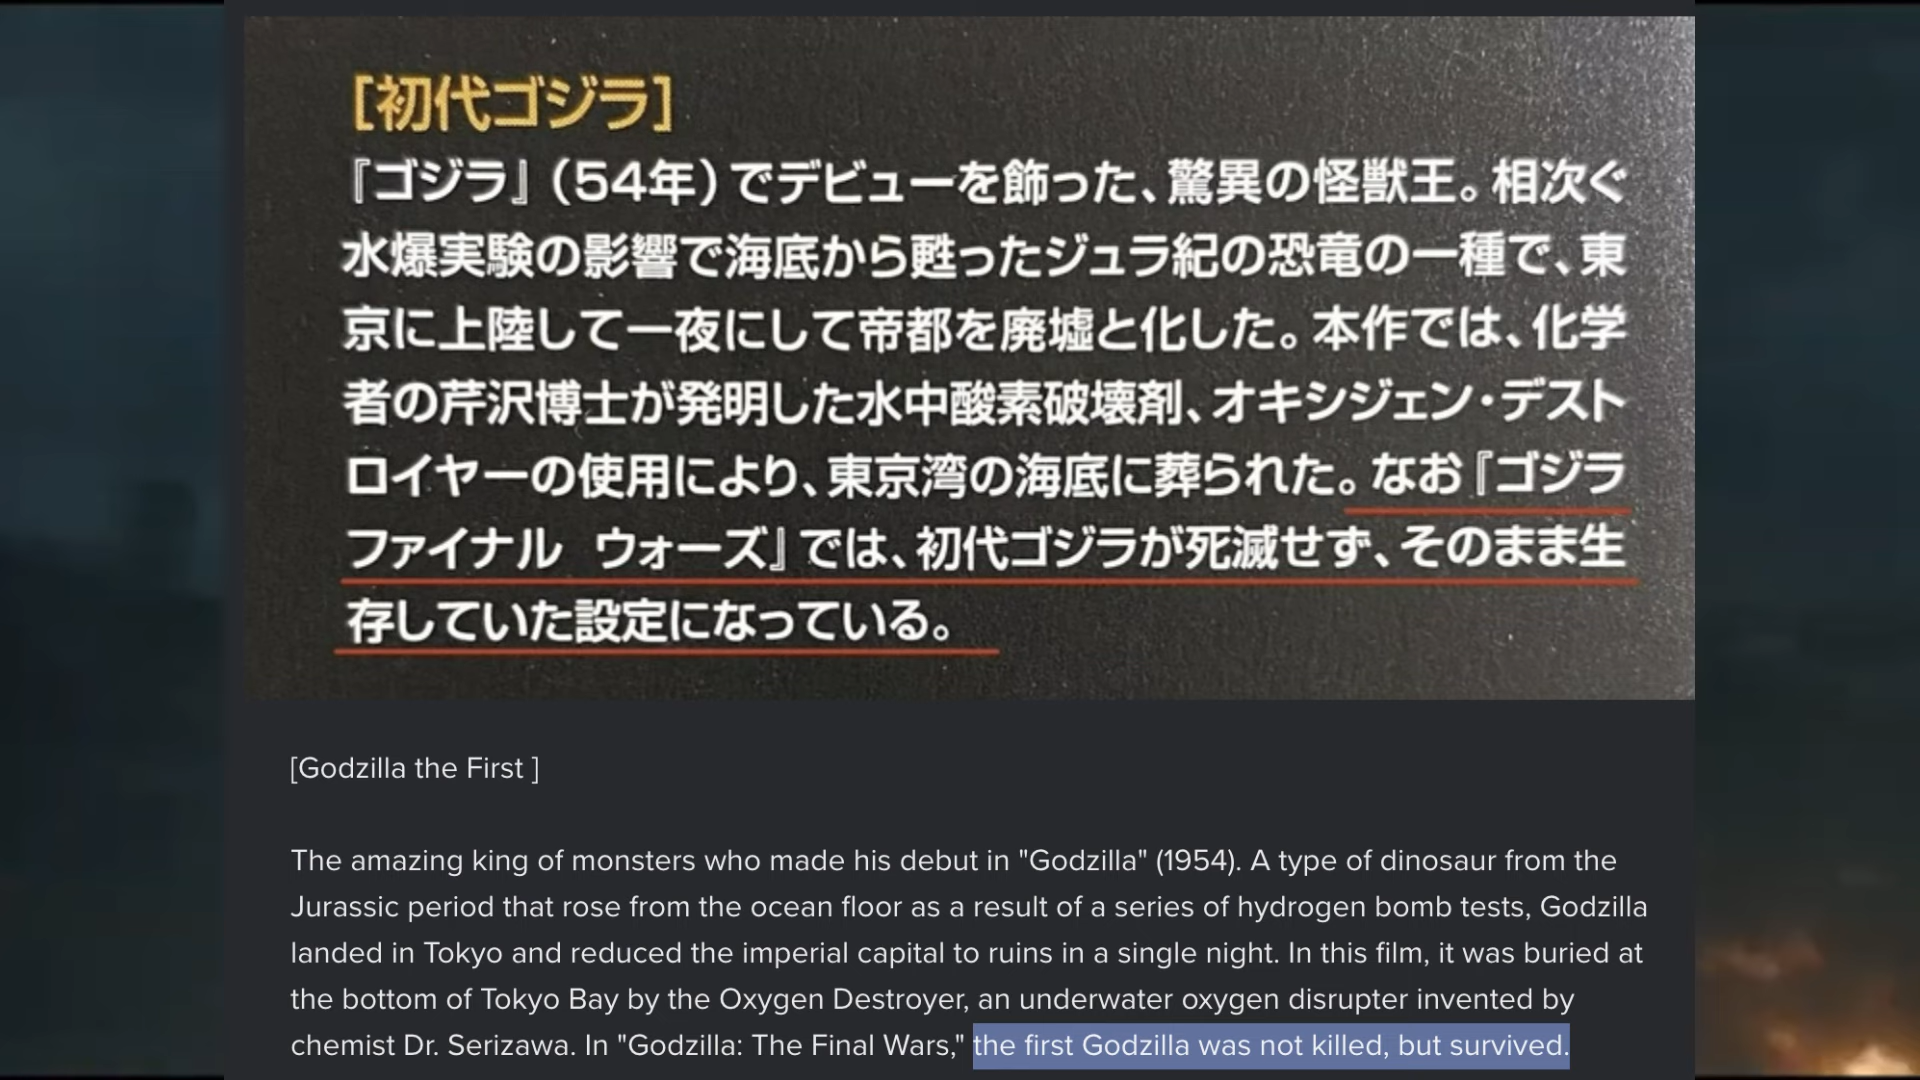 [初代ゴジラ]
『ゴジラ』（54年）でデビューを飾った、驚異の怪獣王。相次ぐ
水爆実験の影響で海底から甦ったジュラ紀の恐竜の一種で、東
京に上陸して一夜にして帝都を廃墟と化した。本作では、化学
者の芹沢博士が発明した水中酸素破壊剤、オキシジェン・デスト
ロイヤーの使用により、東京湾の海底に葬られた。なお『ゴジラ
ファイナル ウォーズ』では、初代ゴジラが死滅せず、そのまま生
存していた設定になっている。
[Godzilla the First ]
The amazing king of monsters who made his debut in "Godzilla" (1954). A type of dinosaur from the
Jurassic period that rose from the ocean floor as a result of a series of hydrogen bomb tests, Godzilla
landed in Tokyo and reduced the imperial capital to ruins in a single night. In this film, it was buried at
the bottom of Tokyo Bay by the Oxygen Destroyer, an underwater oxygen disrupter invented by
chemist Dr. Serizawa. In "Godzilla: The Final Wars," the first Godzilla was not killed, but survived.